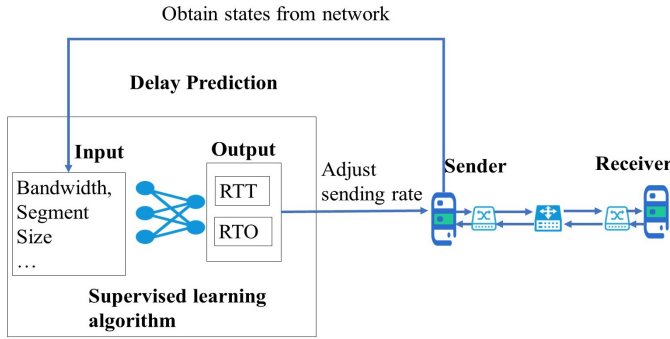 Obtain states from network
Delay Prediction
Input
Output
Bandwidth,
Segment
Size
…
RTT
RTO
Supervised learning
algorithm
Adjust
sending rate
Sender
Receiver